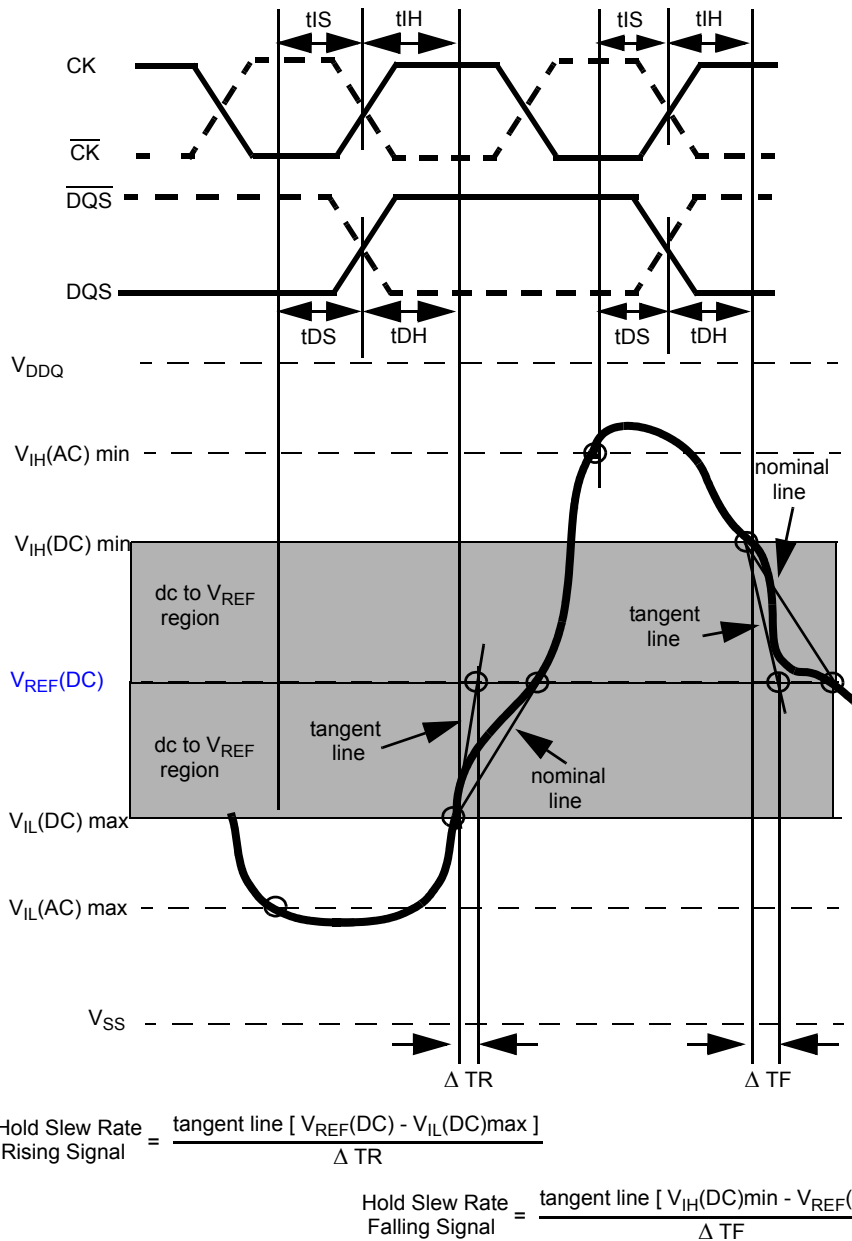 tIS tIH tIS tIH
CK
CK
DQS
DQS
tDS tDH tDS tDH
VDDQ
VIH(AC) min
nominal
line
VIH(DC) min
dc to VREF
region
tangent
line
VREF(DC)
tangent
line
dc to VREF
region
nominal
line
VIL(DC) max
VIL(AC) max
VSS
Δ TR Δ TF
Hold Slew Rate
Rising Signal = tangent line [ VREF(DC) - VIL(DC)max ]
Δ TR
Hold Slew Rate
Falling Signal = tangent line [ VIH(DC)min - VREF(
Δ TF